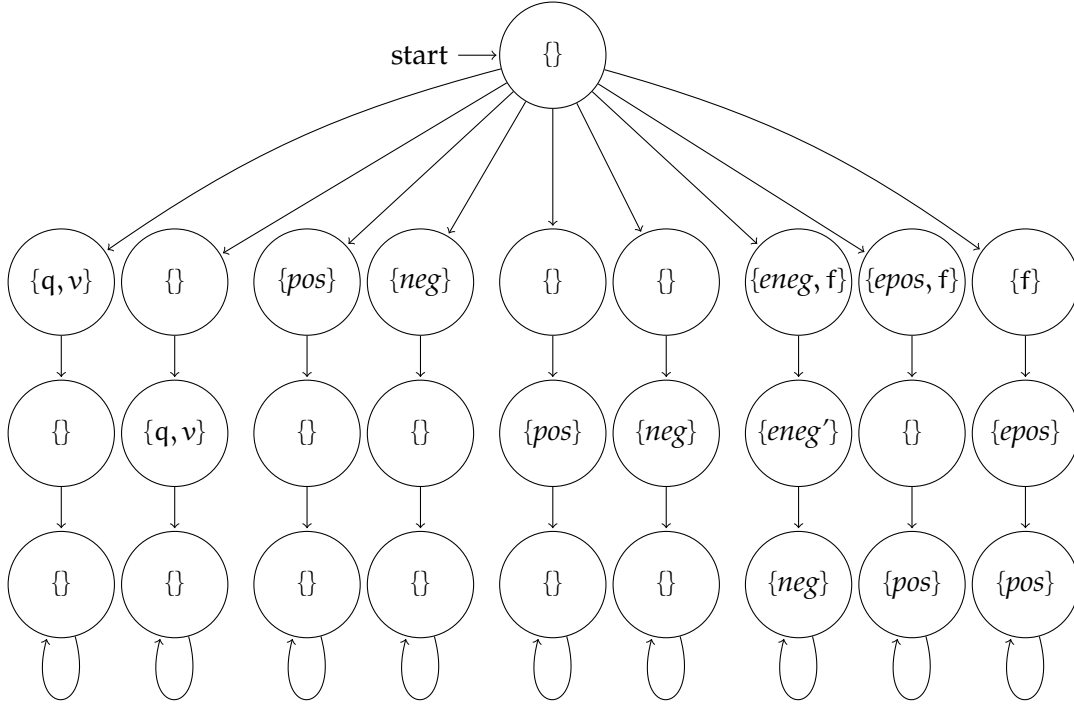 start {}
{q, v} {} {pos} {neg} {} {} {eneg, f} {epos, f} {f}
{} {q, v} {} {} {pos} {neg} {eneg'} {} {epos}
{} {} {} {} {} {} {neg} {pos} {pos}